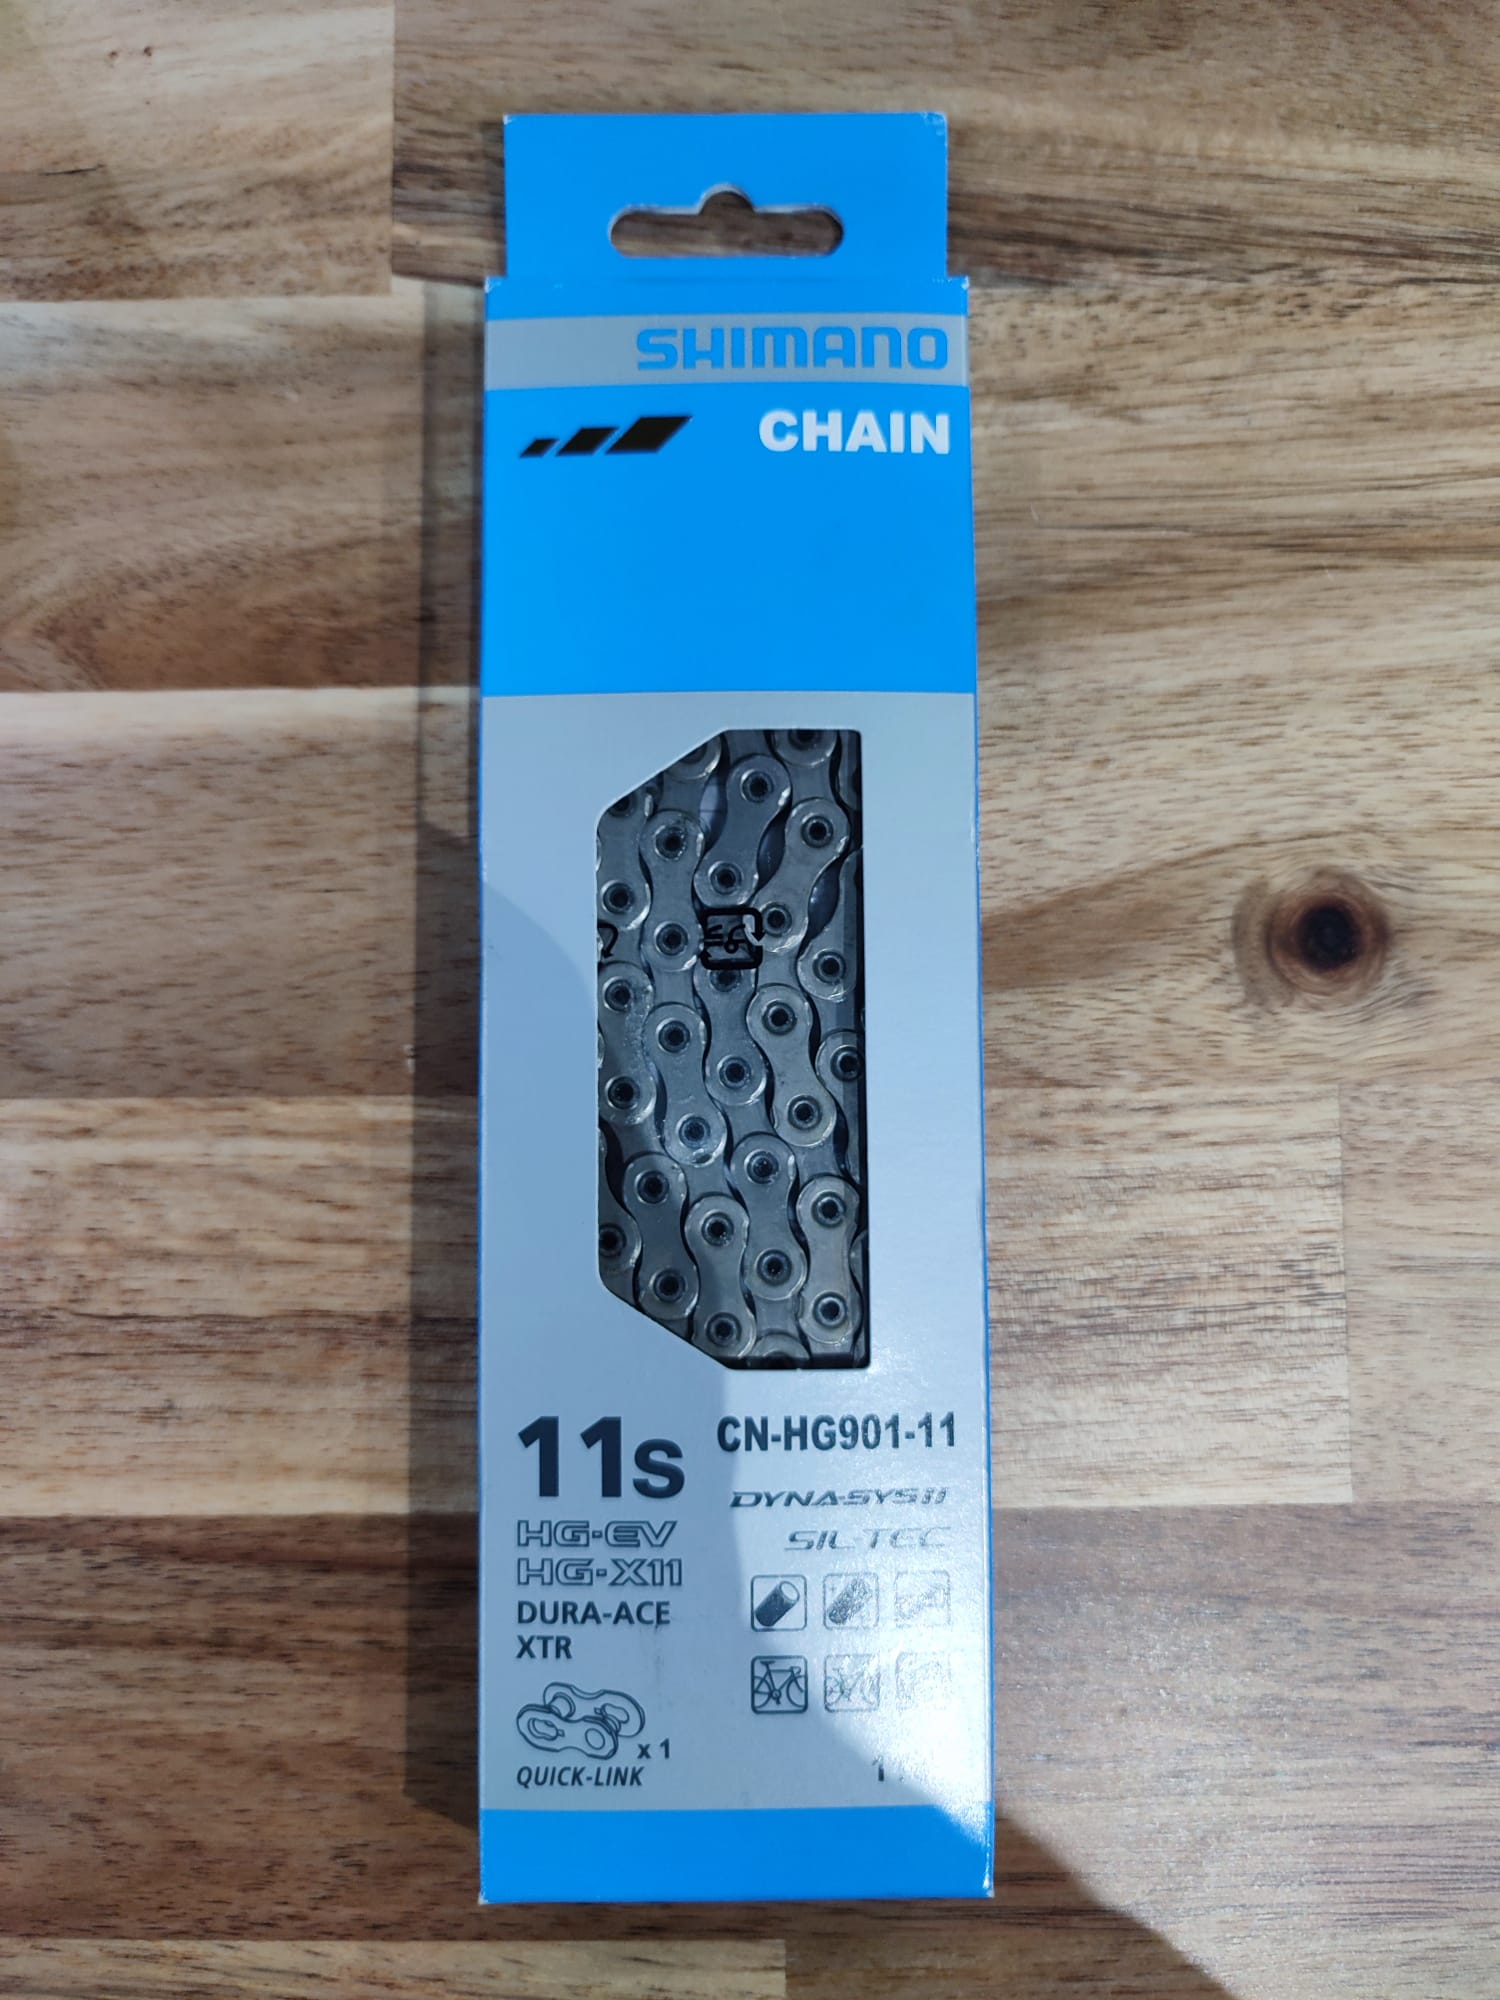 SHIMANO
CHAIN
11s
CN-HG901-11
HG-EV
HG-X11
DURA-ACE
XTR
DYNA-SYS11
SIL-TEC
x 1
QUICK-LINK